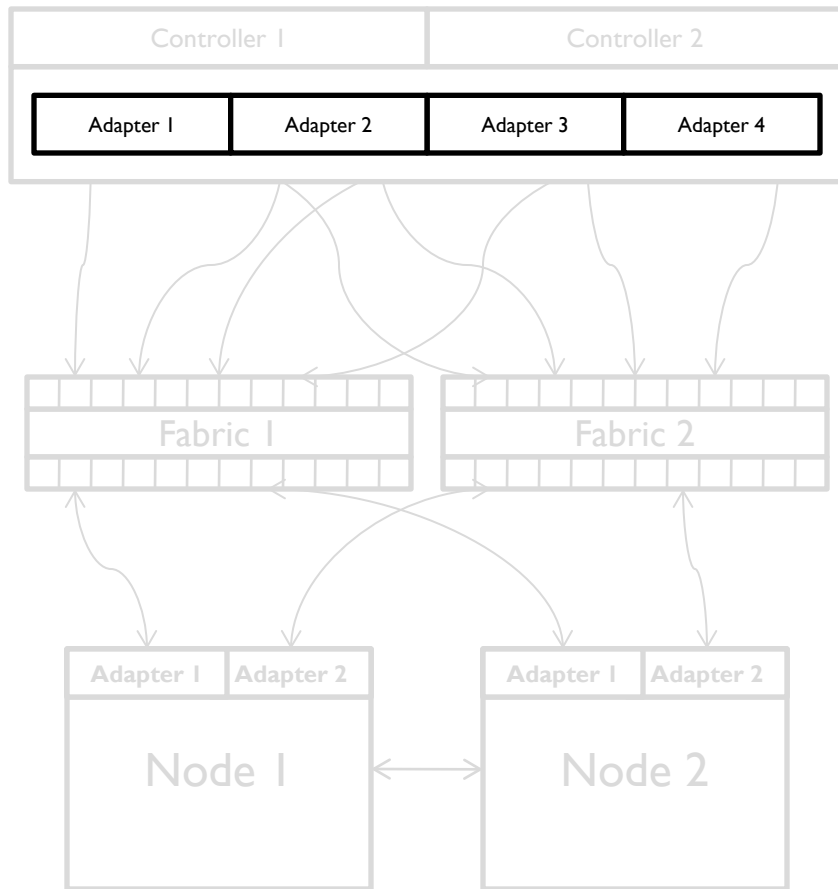 Controller 1 Controller 2
Adapter 1 Adapter 2 Adapter 3 Adapter 4
Fabric 1 Fabric 2
Adapter 1 Adapter 2 Adapter 1 Adapter 2
Node 1 Node 2